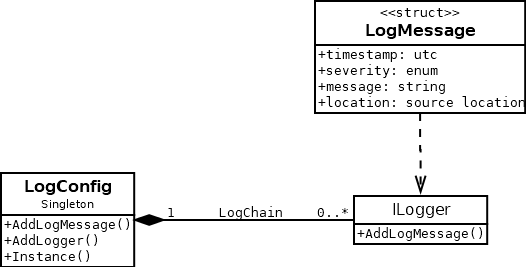 <<struct>>
LogMessage
+timestamp: utc
+severity: enum
+message: string
+location: source location
LogConfig
Singleton
+AddLogMessage()
+AddLogger()
+Instance()
1 LogChain 0..*
ILogger
+AddLogMessage()